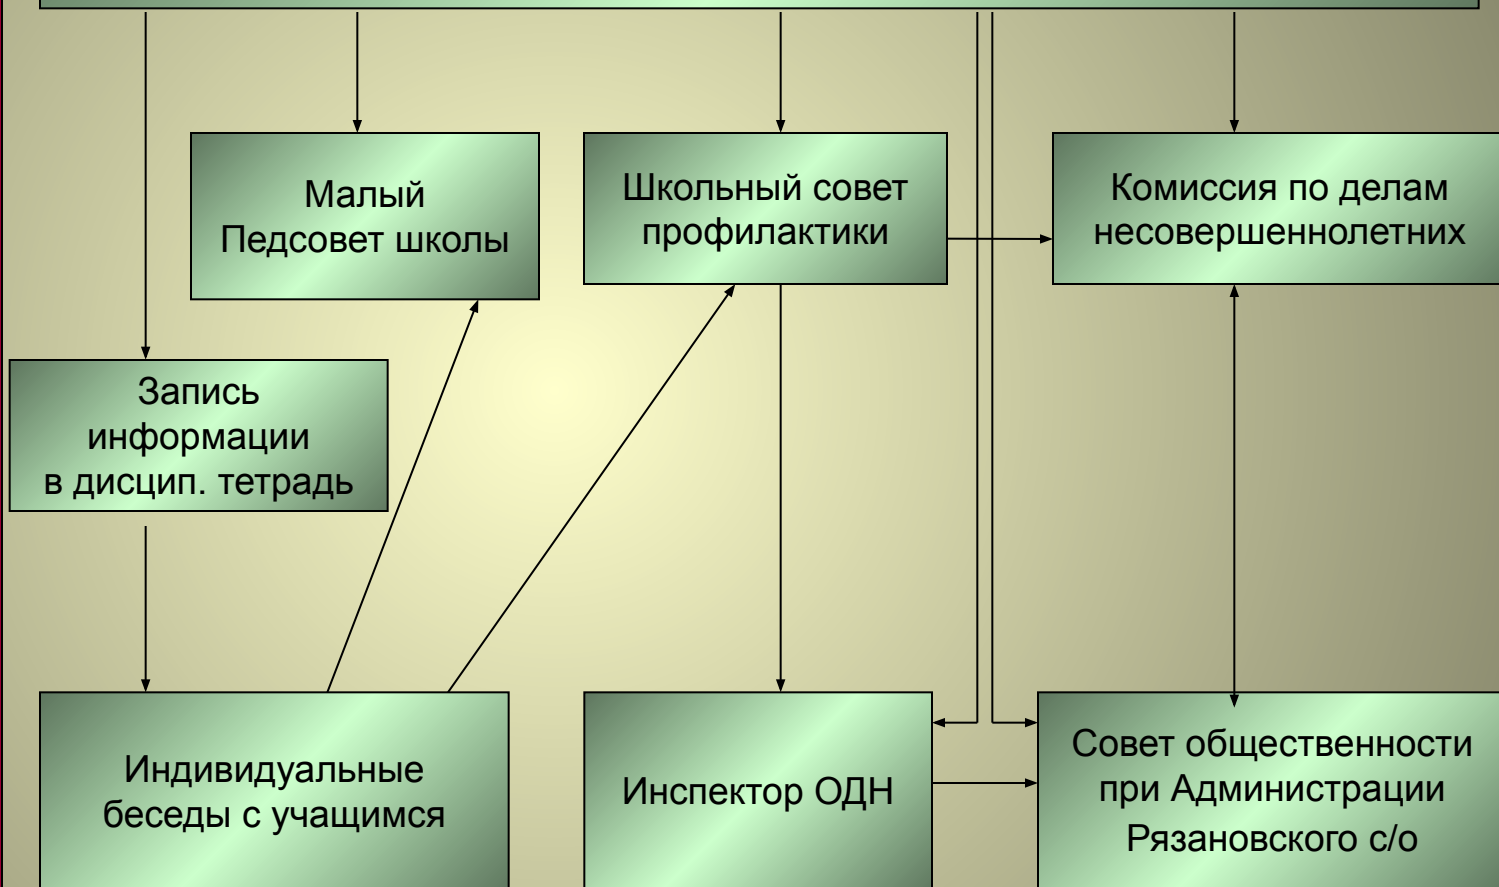 Малый
Педсовет школы
Школьный совет
профилактики
Комиссия по делам
несовершеннолетних
Запись
информации
в дисцип. тетрадь
Индивидуальные
беседы с учащимся
Инспектор ОДН
Совет общественности
при Администрации
Рязановского с/о